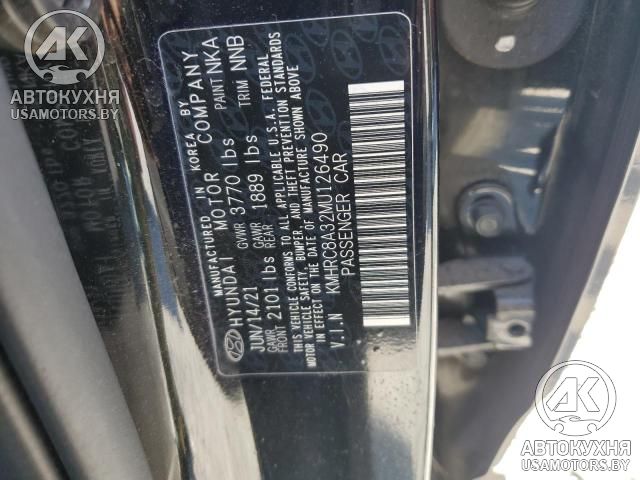 AK
АВТОКУХНЯ
USAMOTORS.BY
MANUFACTURED IN KOREA BY
HYUNDAI MOTOR COMPANY
JUN/14/21 GVWR 3770 lbs PAINT NKA
GAWR FRONT 2101 lbs GAWR REAR 1889 lbs TRIM NNB
THIS VEHICLE CONFORMS TO ALL APPLICABLE U.S.A. FEDERAL
MOTOR VEHICLE SAFETY, BUMPER, AND THEFT PREVENTION STANDARDS
IN EFFECT ON THE DATE OF MANUFACTURE SHOWN ABOVE
V.I.N KMHRC8A32MU126490
PASSENGER CAR
AK
АВТОКУХНЯ
USAMOTORS.BY